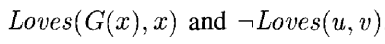 Loves(G(x), x) and ¬Loves(u, v)